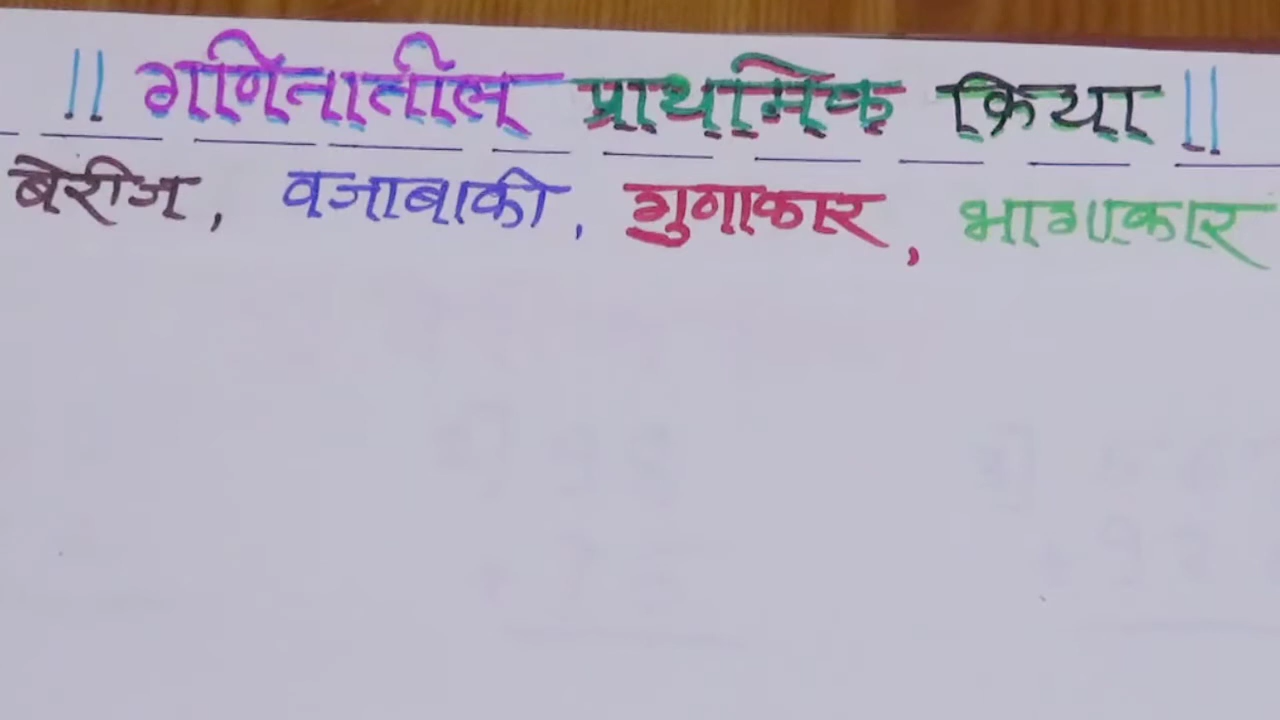 || गणितातील प्राथमिक क्रिया ||
बेरीज, वजाबाकी, गुणाकार, भागाकार